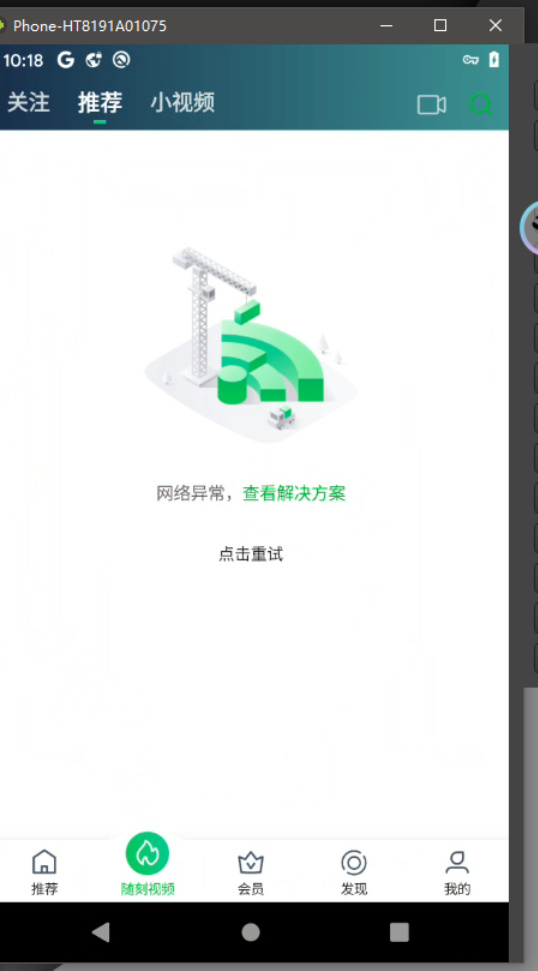 Phone-HT8191A01075
10:18
关注 推荐 小视频
网络异常，查看解决方案
点击重试
推荐 随刻视频 会员 发现 我的